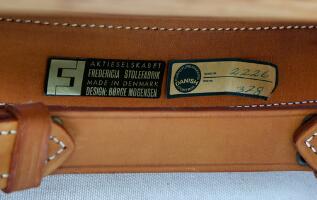 AKTIESELSKABET
FREDERICIA STOLEFABRIK
MADE IN DENMARK
DESIGN: BØRGE MOGENSEN
DANISH
2226
328